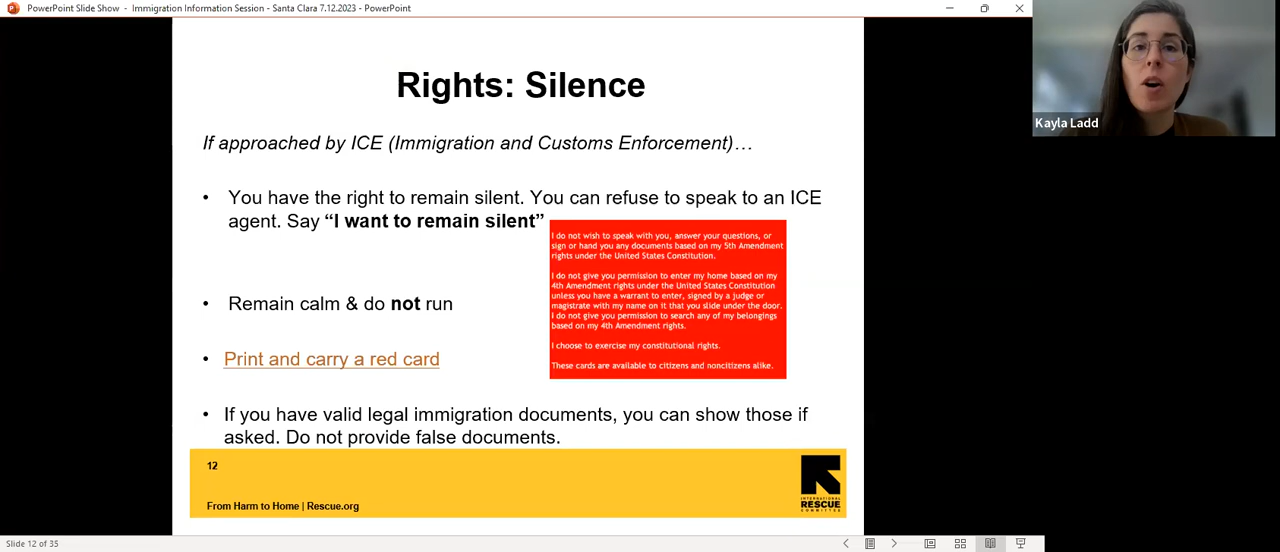 PowerPoint Slide Show - Immigration Information Session - Santa Clara 7.12.2023 - PowerPoint
Kayla Ladd
Rights: Silence
If approached by ICE (Immigration and Customs Enforcement)…
• You have the right to remain silent. You can refuse to speak to an ICE
agent. Say “I want to remain silent”
I do not wish to speak with you, answer your questions, or
sign or hand you any documents based on my 5th Amendment
rights under the United States Constitution.
I do not give you permission to enter my home based on my
4th Amendment rights under the United States Constitution
unless you have a warrant to enter, signed by a judge or
magistrate with my name on it that you slide under the door.
I do not give you permission to search any of my belongings
based on my 4th Amendment rights.
I choose to exercise my constitutional rights.
These cards are available to citizens and noncitizens alike.
• Remain calm & do not run
• Print and carry a red card
• If you have valid legal immigration documents, you can show those if
asked. Do not provide false documents.
12
From Harm to Home | Rescue.org
INTERNATIONAL
RESCUE
COMMITTEE
Slide 12 of 35